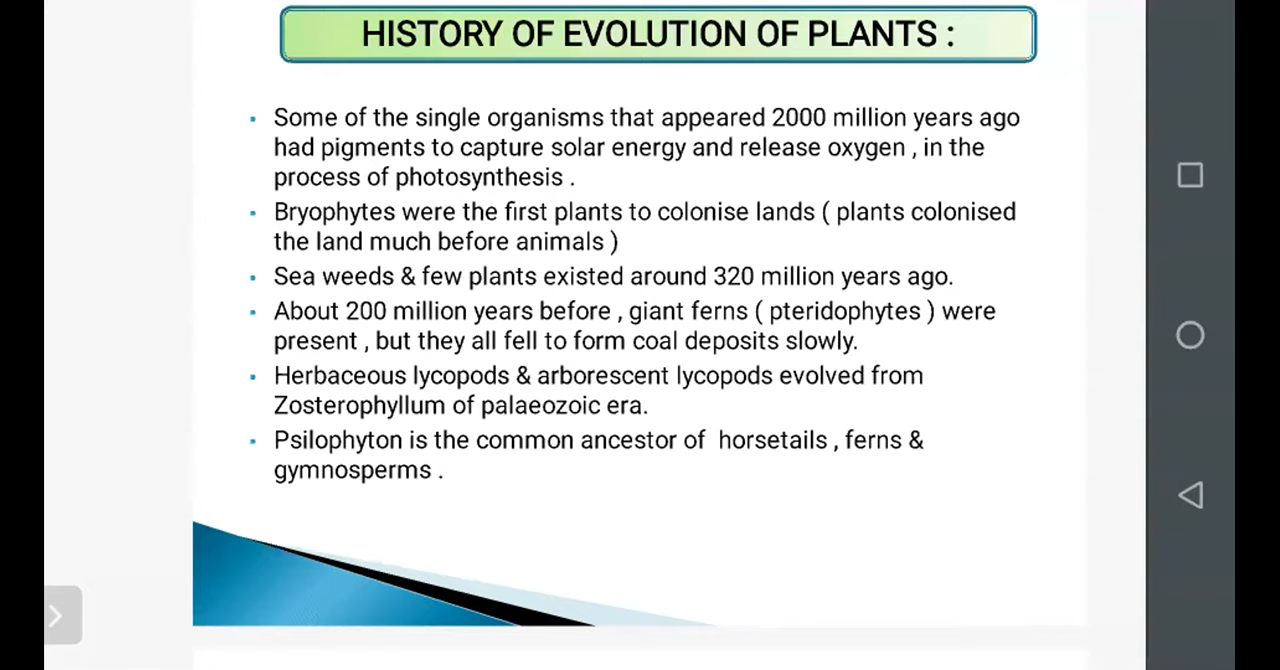 HISTORY OF EVOLUTION OF PLANTS :
Some of the single organisms that appeared 2000 million years ago
had pigments to capture solar energy and release oxygen , in the
process of photosynthesis .
Bryophytes were the first plants to colonise lands ( plants colonised
the land much before animals )
Sea weeds & few plants existed around 320 million years ago.
About 200 million years before , giant ferns ( pteridophytes ) were
present , but they all fell to form coal deposits slowly.
Herbaceous lycopods & arborescent lycopods evolved from
Zosterophyllum of palaeozoic era.
Psilophyton is the common ancestor of  horsetails , ferns &
gymnosperms .